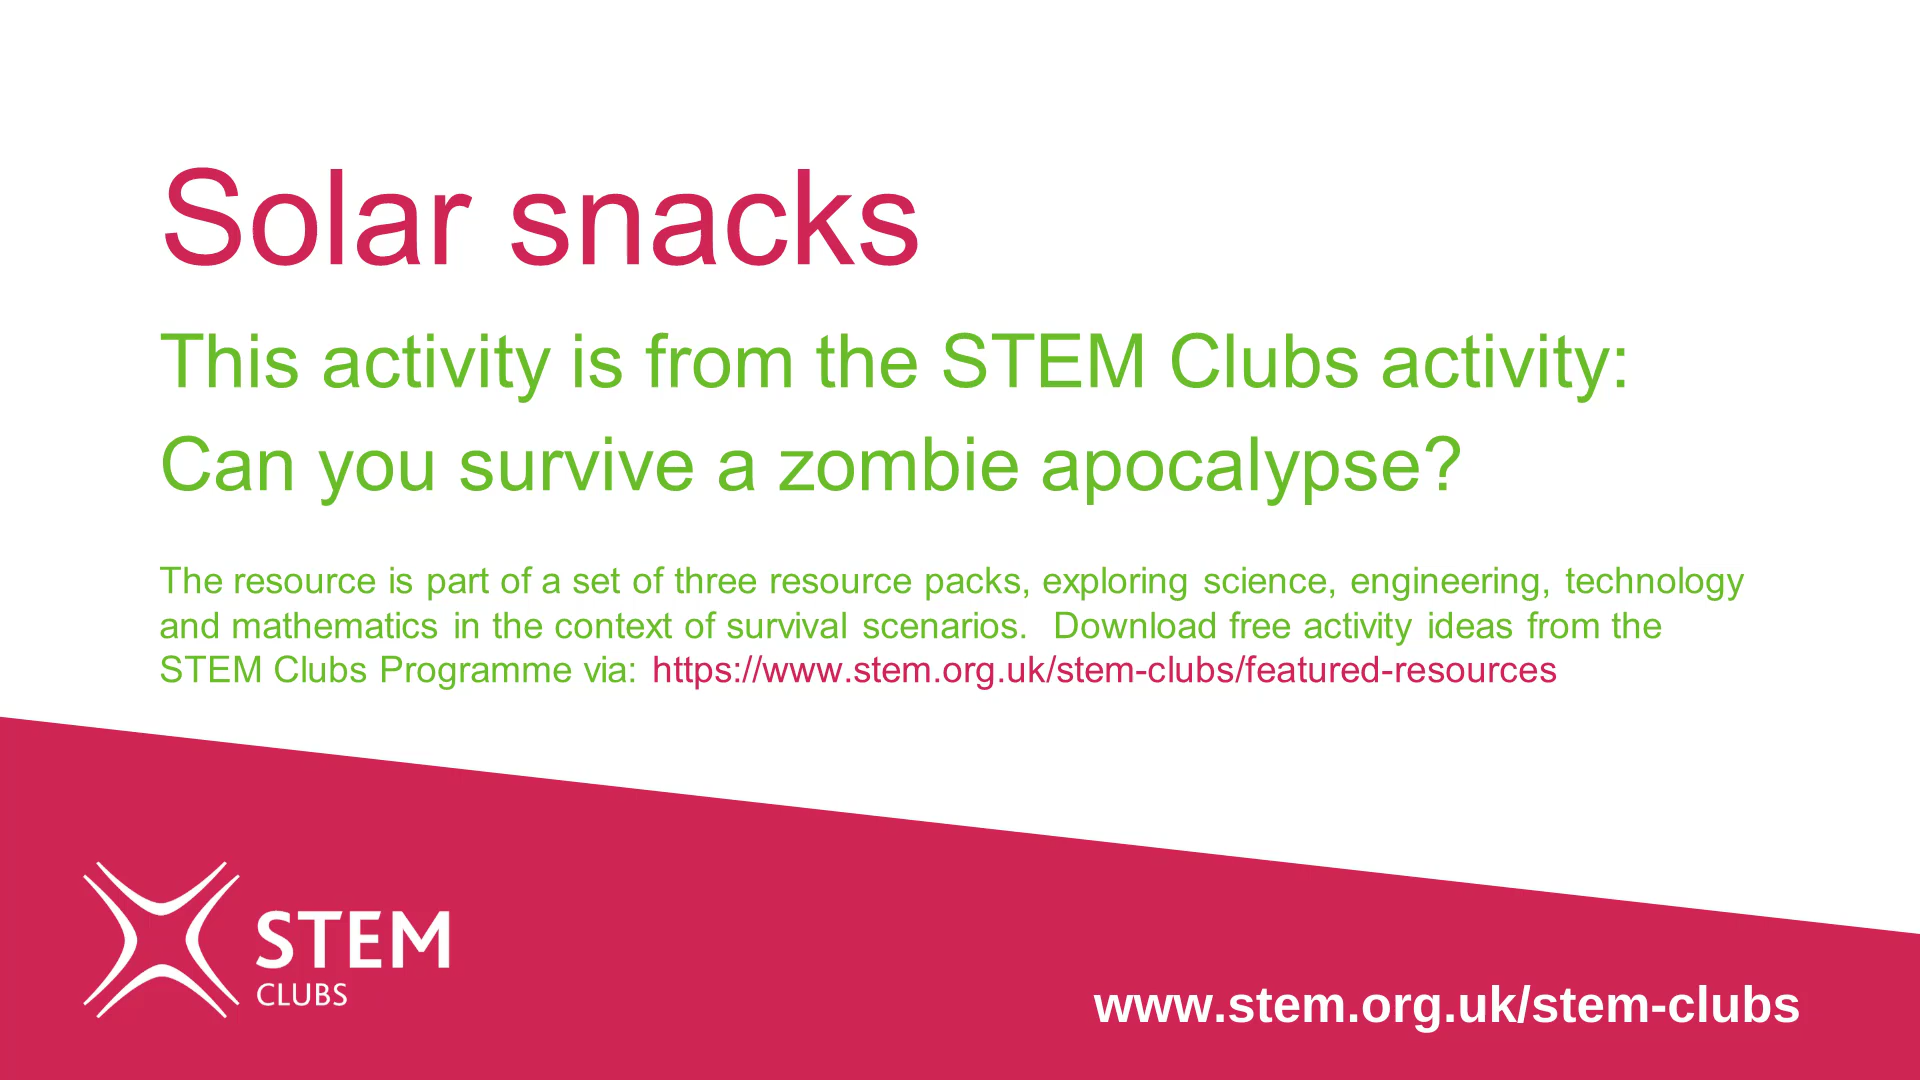 Solar snacks
This activity is from the STEM Clubs activity:
Can you survive a zombie apocalypse?
The resource is part of a set of three resource packs, exploring science, engineering, technology
and mathematics in the context of survival scenarios.  Download free activity ideas from the
STEM Clubs Programme via: https://www.stem.org.uk/stem-clubs/featured-resources
STEM
CLUBS
www.stem.org.uk/stem-clubs